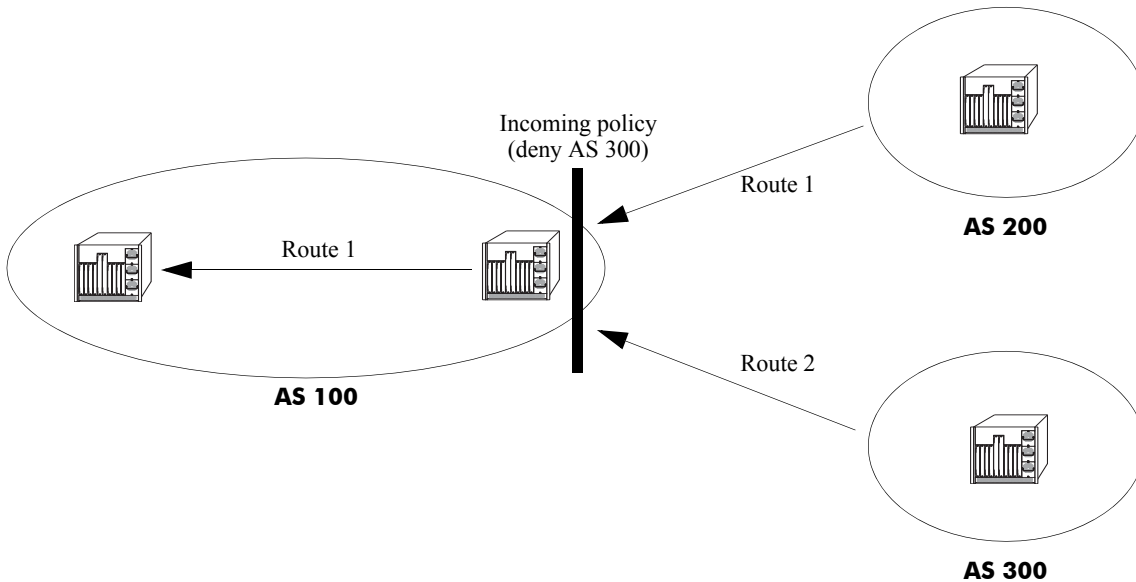 Incoming policy
(deny AS 300)
Route 1
AS 200
Route 1
Route 2
AS 100
AS 300